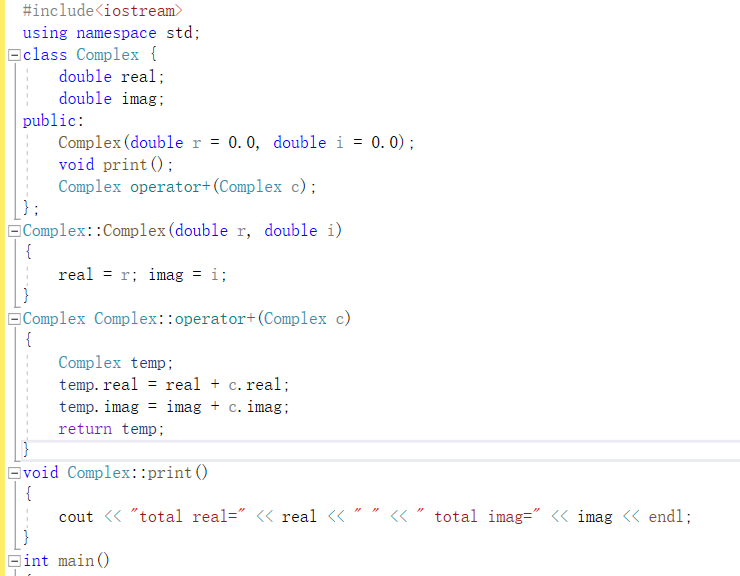 #include<iostream>
using namespace std;
class Complex {
    double real;
    double imag;
public:
    Complex(double r = 0.0, double i = 0.0);
    void print();
    Complex operator+(Complex c);
};
Complex::Complex(double r, double i)
{
    real = r; imag = i;
}
Complex Complex::operator+(Complex c)
{
    Complex temp;
    temp.real = real + c.real;
    temp.imag = imag + c.imag;
    return temp;
}
void Complex::print()
{
    cout << "total real=" << real << " " << " total imag=" << imag << endl;
}
int main()
{